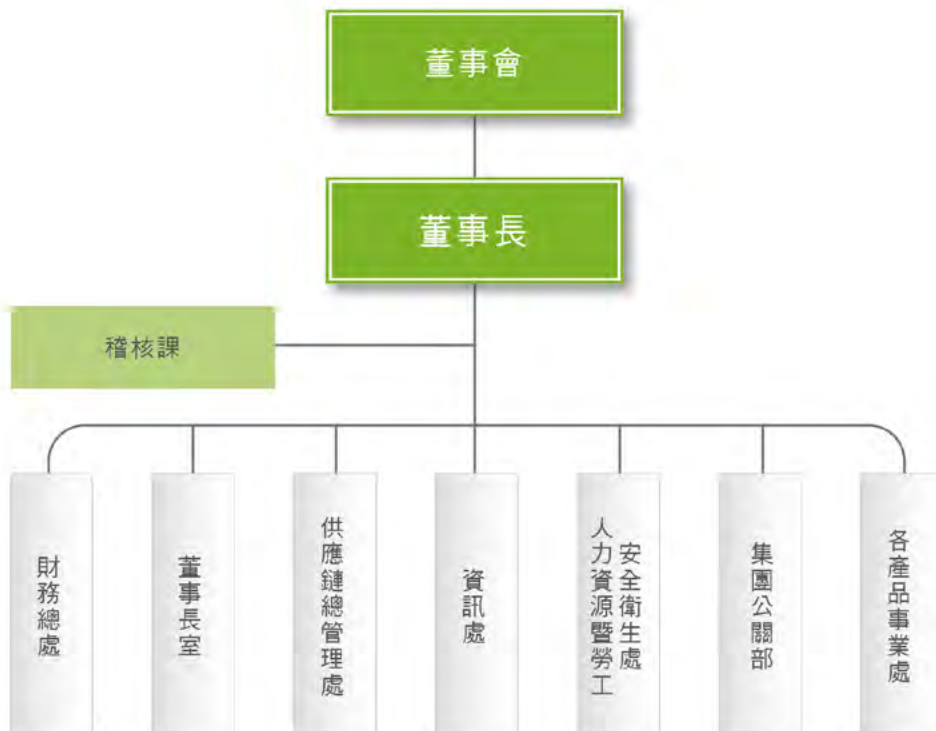 董事會
董事長
稽核課
財務總處
董事長室
供應鏈總管理處
資訊處
人力資源暨勞工
安全衛生處
集團公關部
各產品事業處